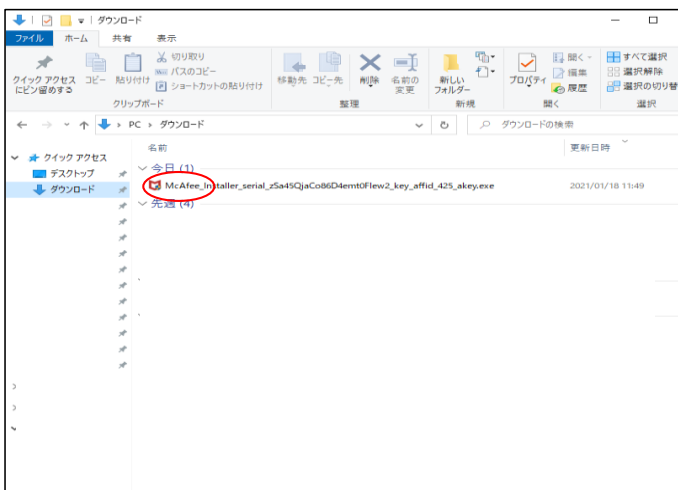 ダウンロード
ファイル ホーム 共有 表示
クイック アクセス
にピン留めする
コピー
貼り付け
切り取り
パスのコピー
ショートカットの貼り付け
クリップボード
移動先 コピー先 削除 名前の
変更
整理
新しい
フォルダー
新規
プロパティ
開く
編集
履歴
開く
すべて選択
選択解除
選択の切り替
選択
PC › ダウンロード
ダウンロードの検索
名前 更新日時
クイック アクセス
デスクトップ
ダウンロード
今日 (1)
McAfee_Installer_serial_zSa45QjaCo86D4emt0Flew2_key_affid_425_akey.exe 2021/01/18 11:49
先週 (4)